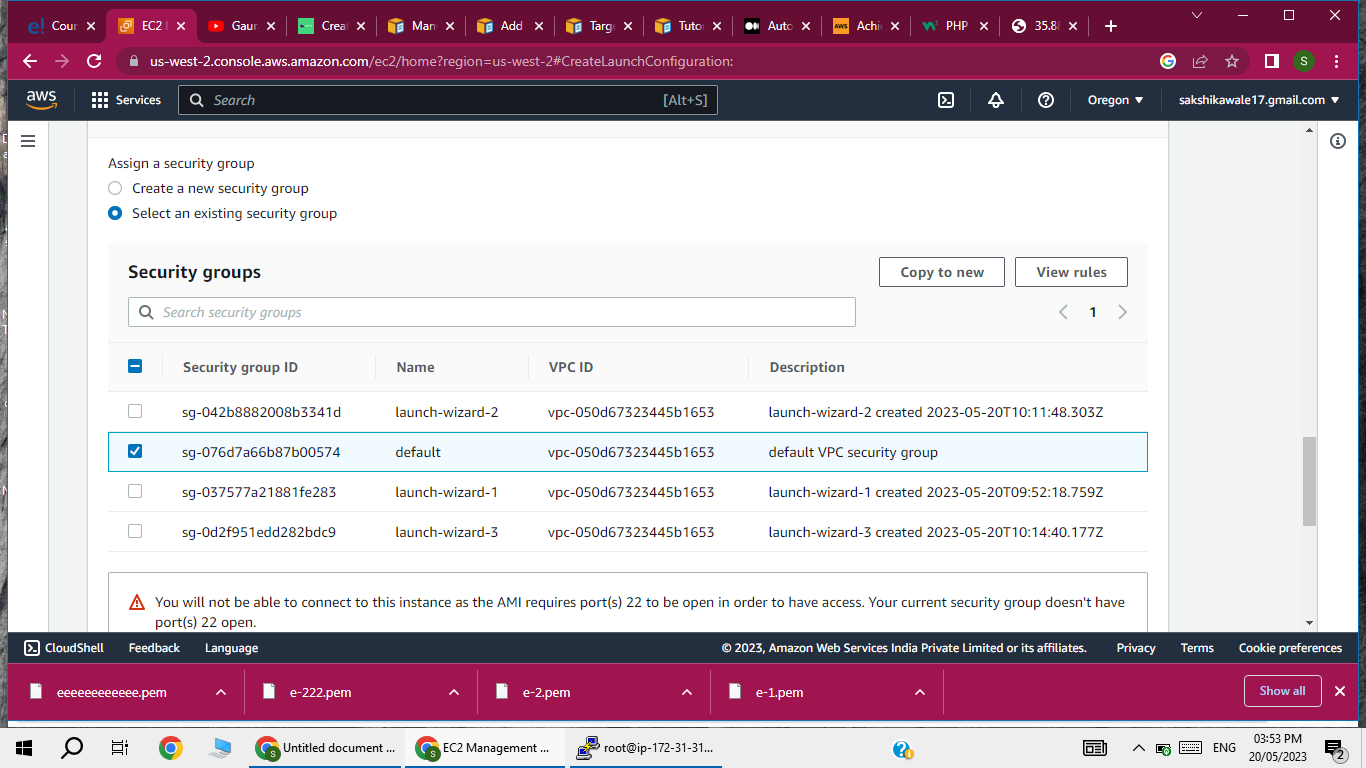 Coun
EC2
Gaur
Creat
Man
Add
Targ
Tuto
Auto
Achi
PHP
35.8
us-west-2.console.aws.amazon.com/ec2/home?region=us-west-2#CreateLaunchConfiguration:
S
aws
Services
Search
[Alt+S]
Oregon
sakshikawale17.gmail.com
Assign a security group
Create a new security group
Select an existing security group
Security groups
Copy to new
View rules
Search security groups
1
Security group ID Name VPC ID Description
sg-042b8882008b3341d launch-wizard-2 vpc-050d67323445b1653 launch-wizard-2 created 2023-05-20T10:11:48.303Z
sg-076d7a66b87b00574 default vpc-050d67323445b1653 default VPC security group
sg-037577a21881fe283 launch-wizard-1 vpc-050d67323445b1653 launch-wizard-1 created 2023-05-20T09:52:18.759Z
sg-0d2f951edd282bdc9 launch-wizard-3 vpc-050d67323445b1653 launch-wizard-3 created 2023-05-20T10:14:40.177Z
You will not be able to connect to this instance as the AMI requires port(s) 22 to be open in order to have access. Your current security group doesn't have
port(s) 22 open.
CloudShell Feedback Language © 2023, Amazon Web Services India Private Limited or its affiliates. Privacy Terms Cookie preferences
eeeeeeeeeeee.pem
e-222.pem
e-2.pem
e-1.pem
Show all
Untitled document ...
EC2 Management ...
root@ip-172-31-31...
ENG
03:53 PM
20/05/2023
2